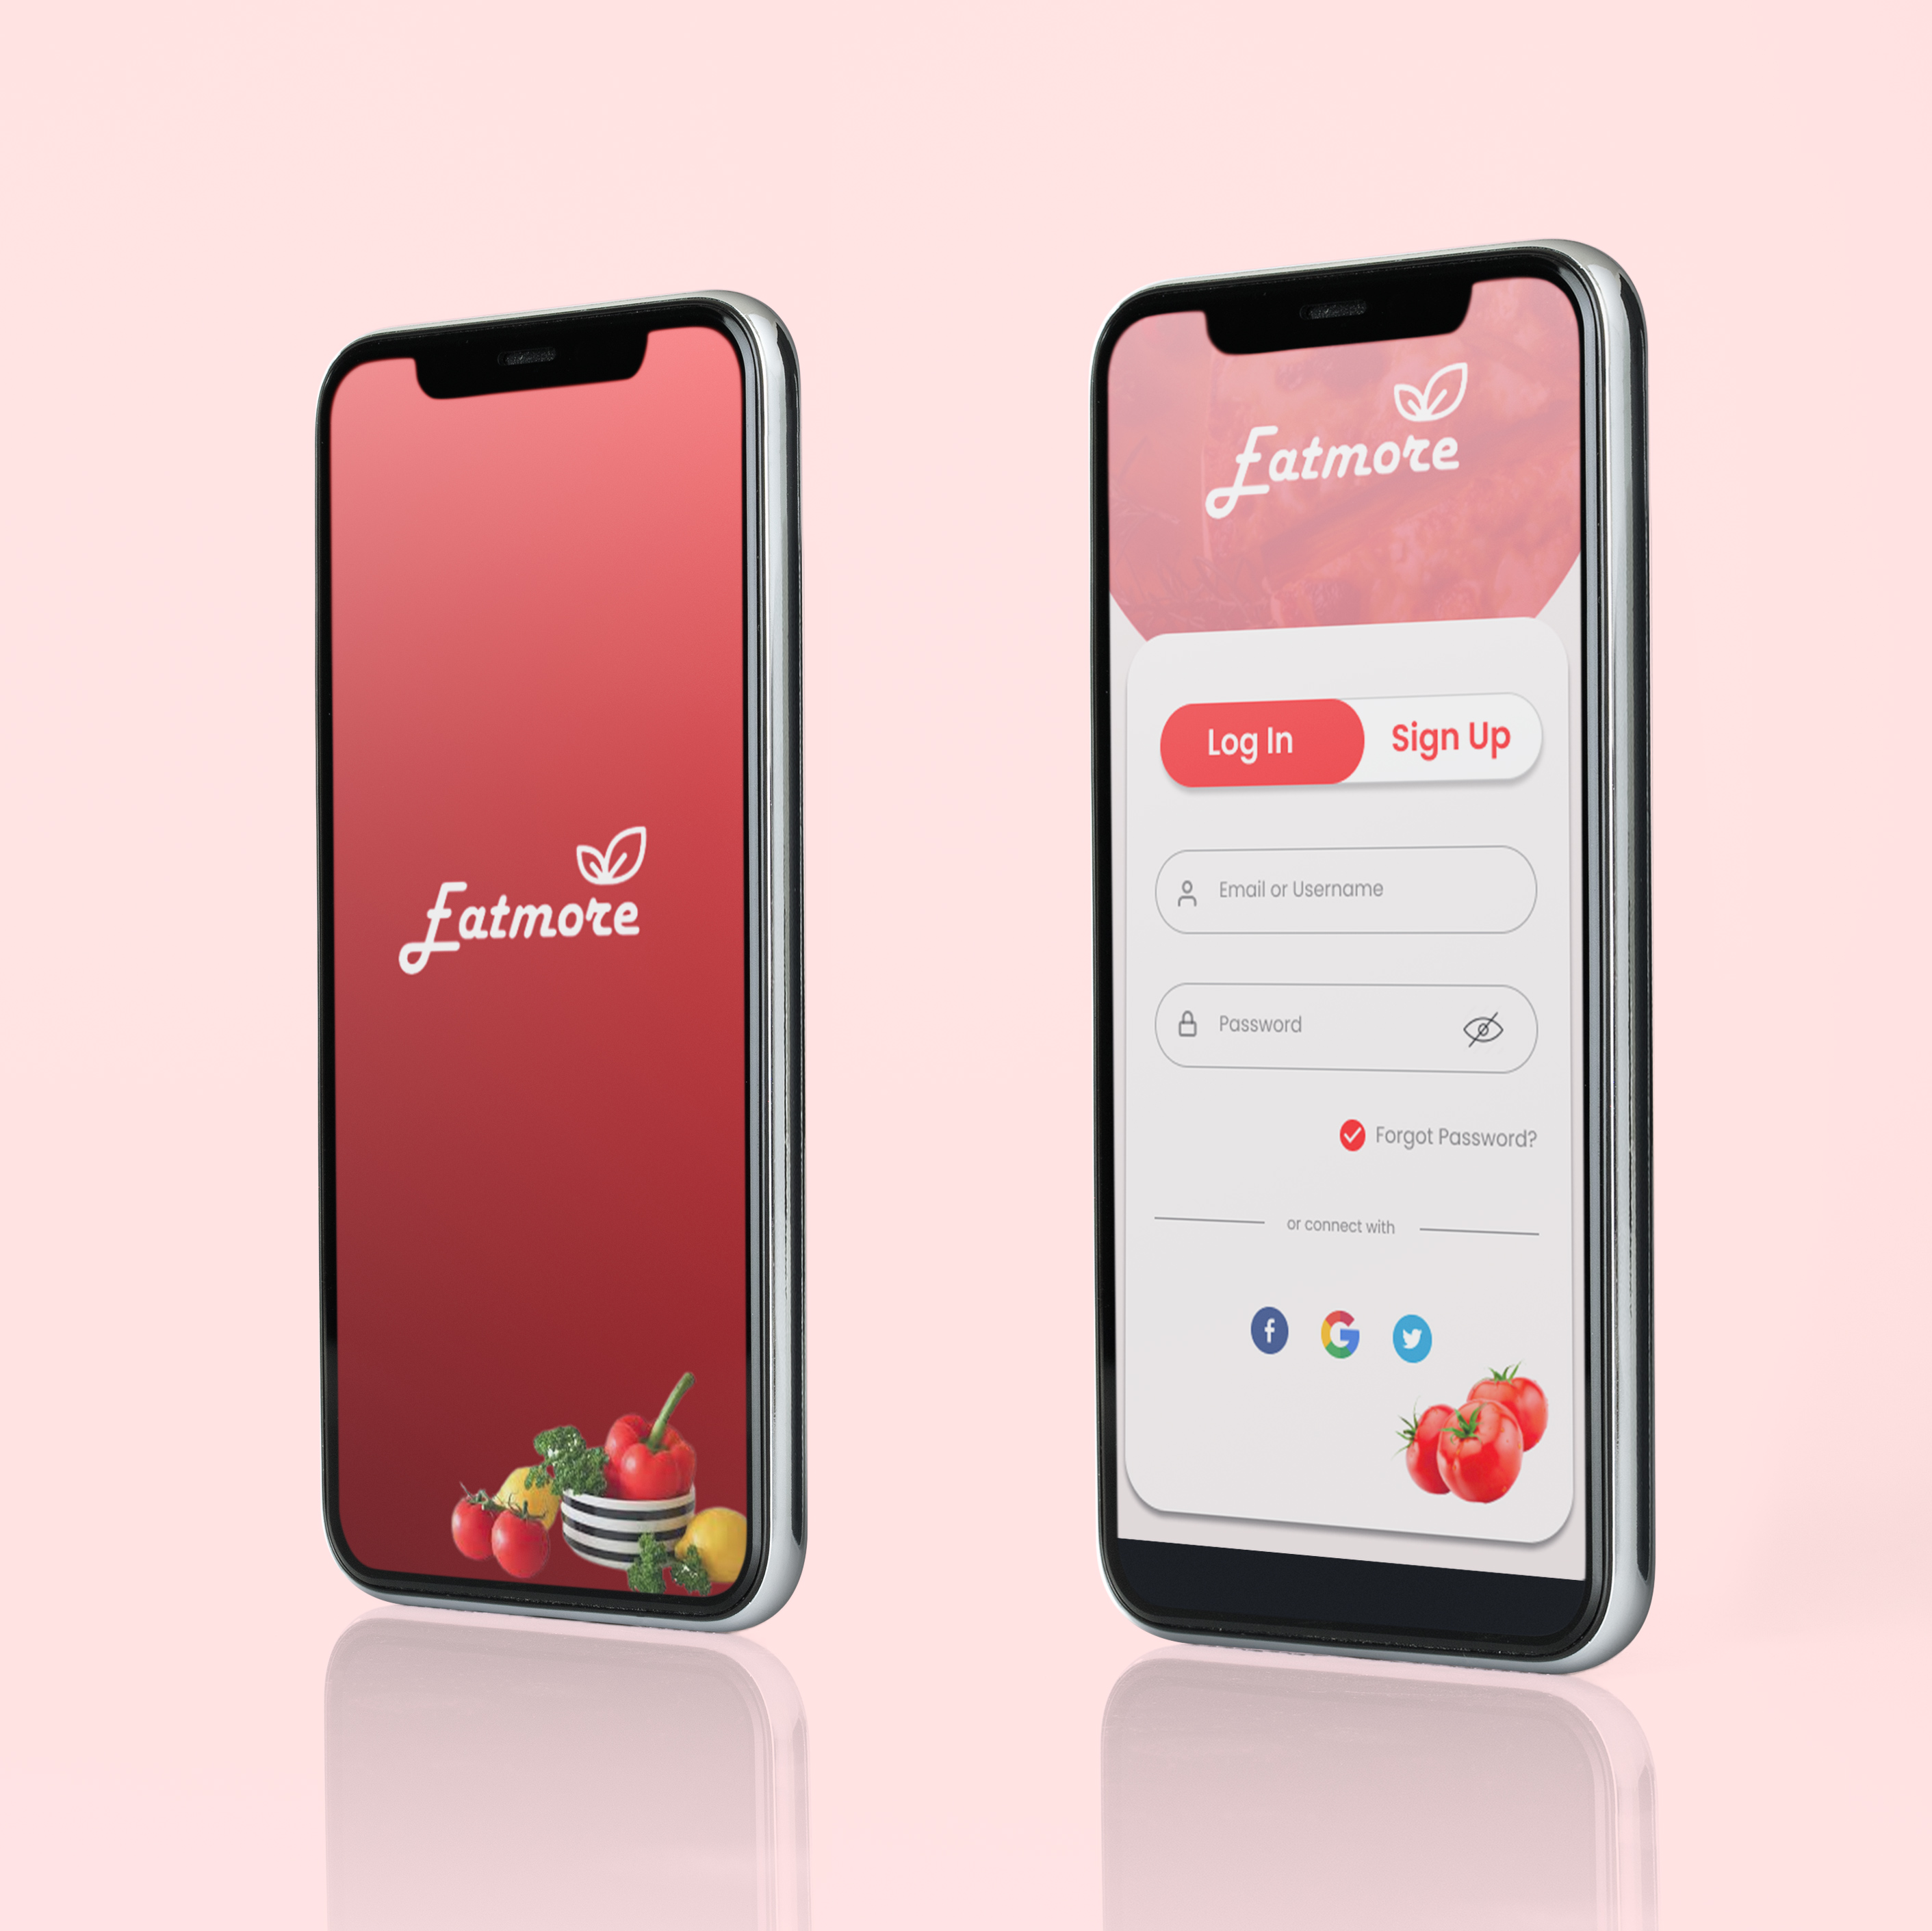 Eatmore
Eatmore
Log In
Sign Up
Email or Username
Password
Forgot Password?
or connect with